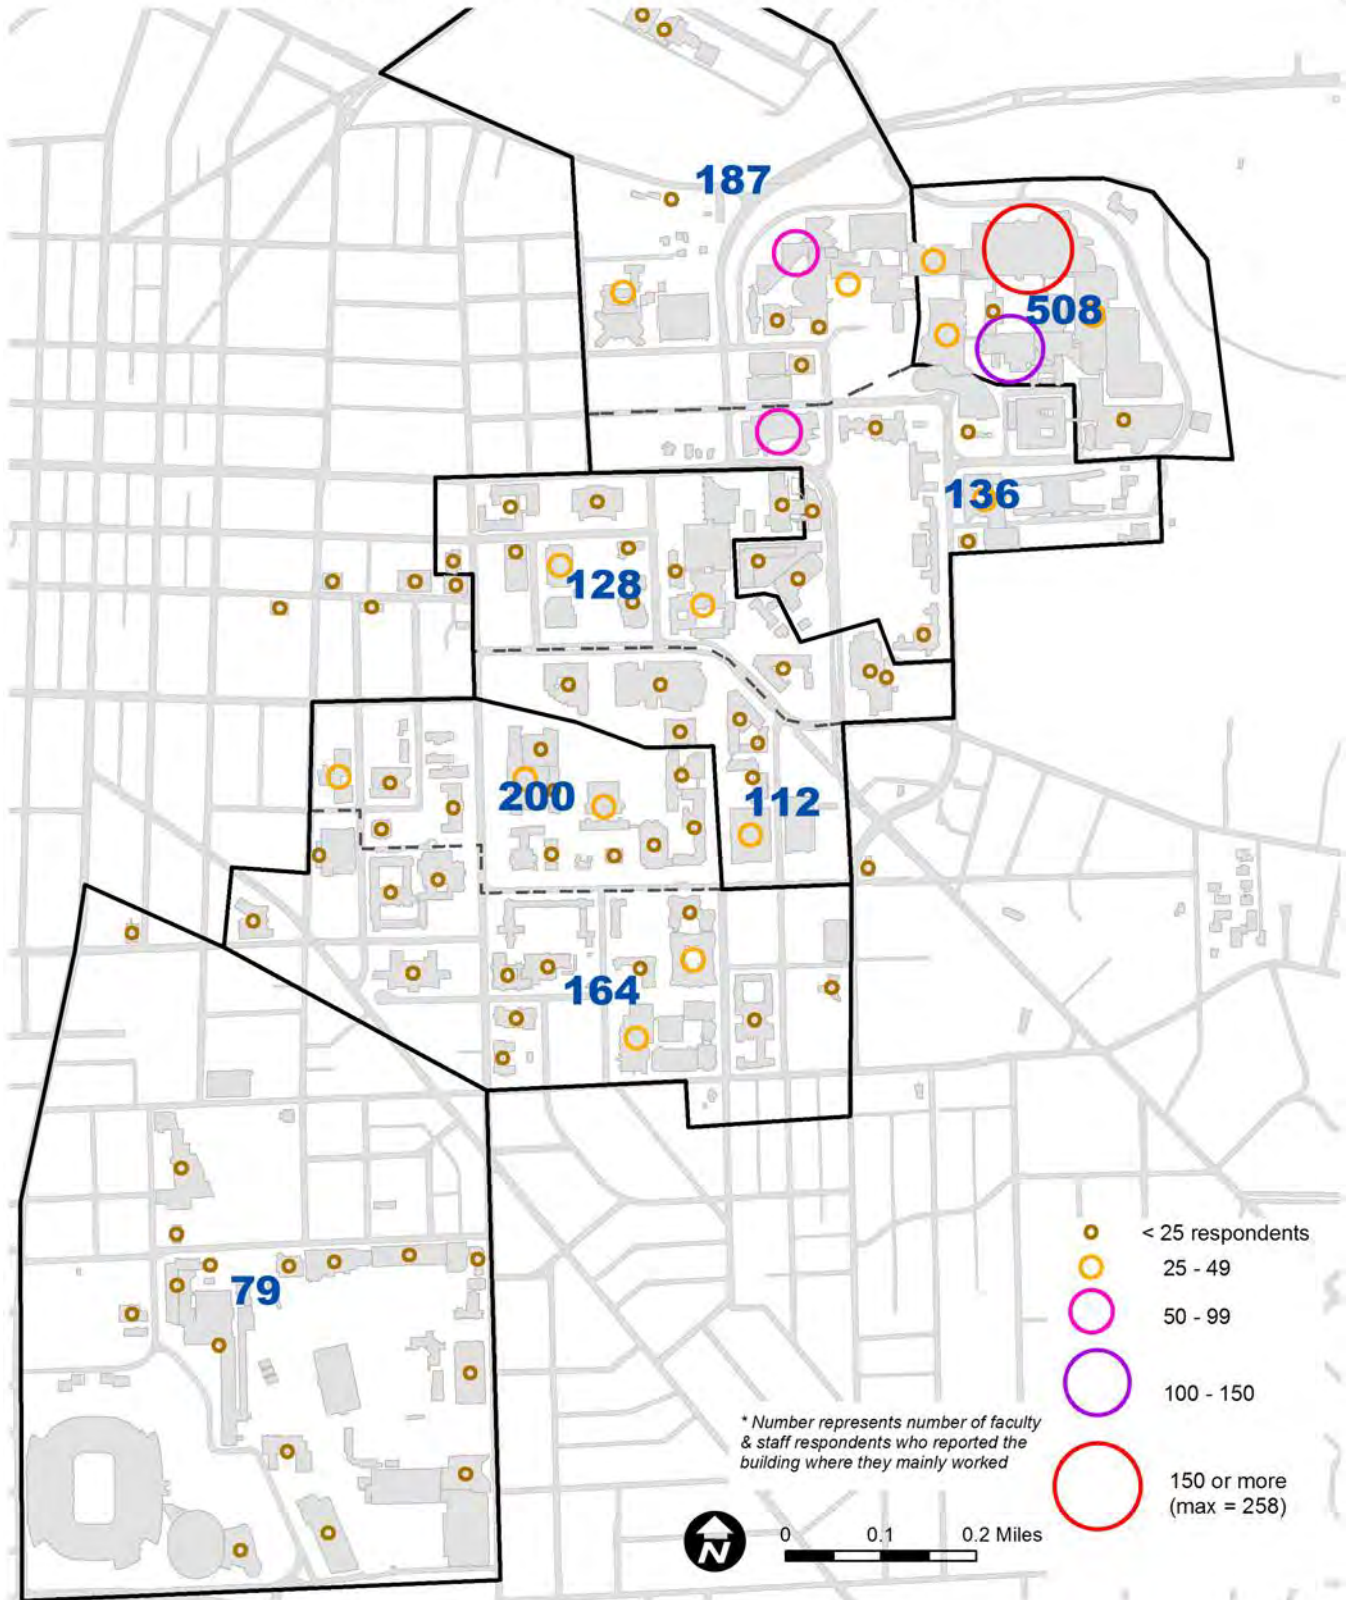 187
508
136
128
200
112
164
79
< 25 respondents
25 - 49
50 - 99
100 - 150
150 or more
(max = 258)
* Number represents number of faculty
& staff respondents who reported the
building where they mainly worked
N
0 0.1 0.2 Miles